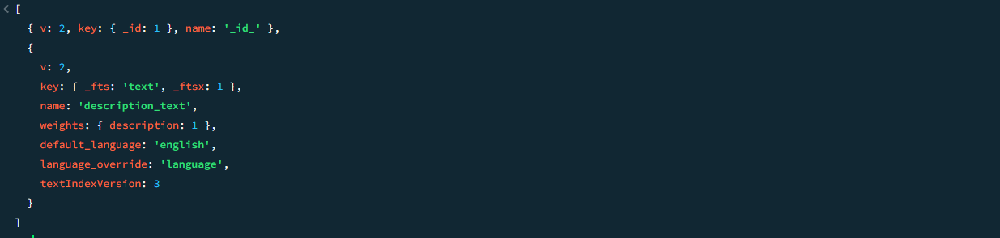 [
{ v: 2, key: { _id: 1 }, name: '_id_' },
{
v: 2,
key: { _fts: 'text', _ftsx: 1 },
name: 'description_text',
weights: { description: 1 },
default_language: 'english',
language_override: 'language',
textIndexVersion: 3
}
]